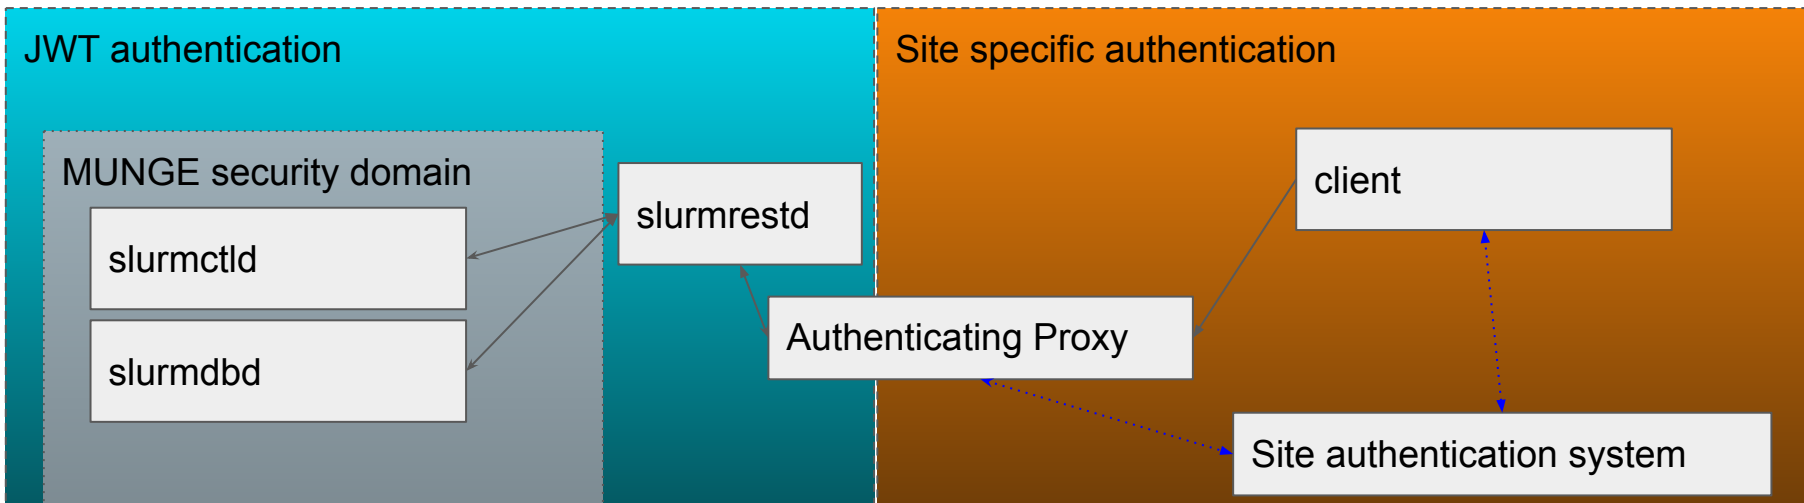 JWT authentication
Site specific authentication
MUNGE security domain
client
slurmrestd
slurmctld
Authenticating Proxy
slurmdbd
Site authentication system